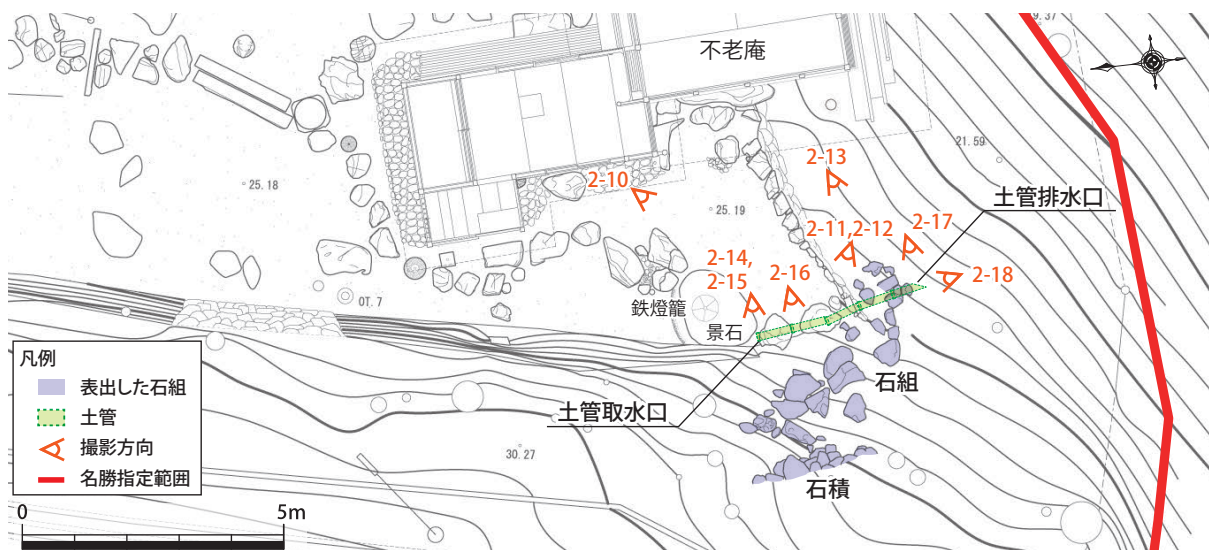 9.37
不老庵
21.59
2-13
2-10
25.18
土管排水口
25.19
2-11,2-12
2-17
2-14,
2-15
2-16
2-18
0T.7
鉄燈籠
景石
凡例
表出した石組
土管
撮影方向
名勝指定範囲
石組
土管取水口
30.27
石積
0
5m